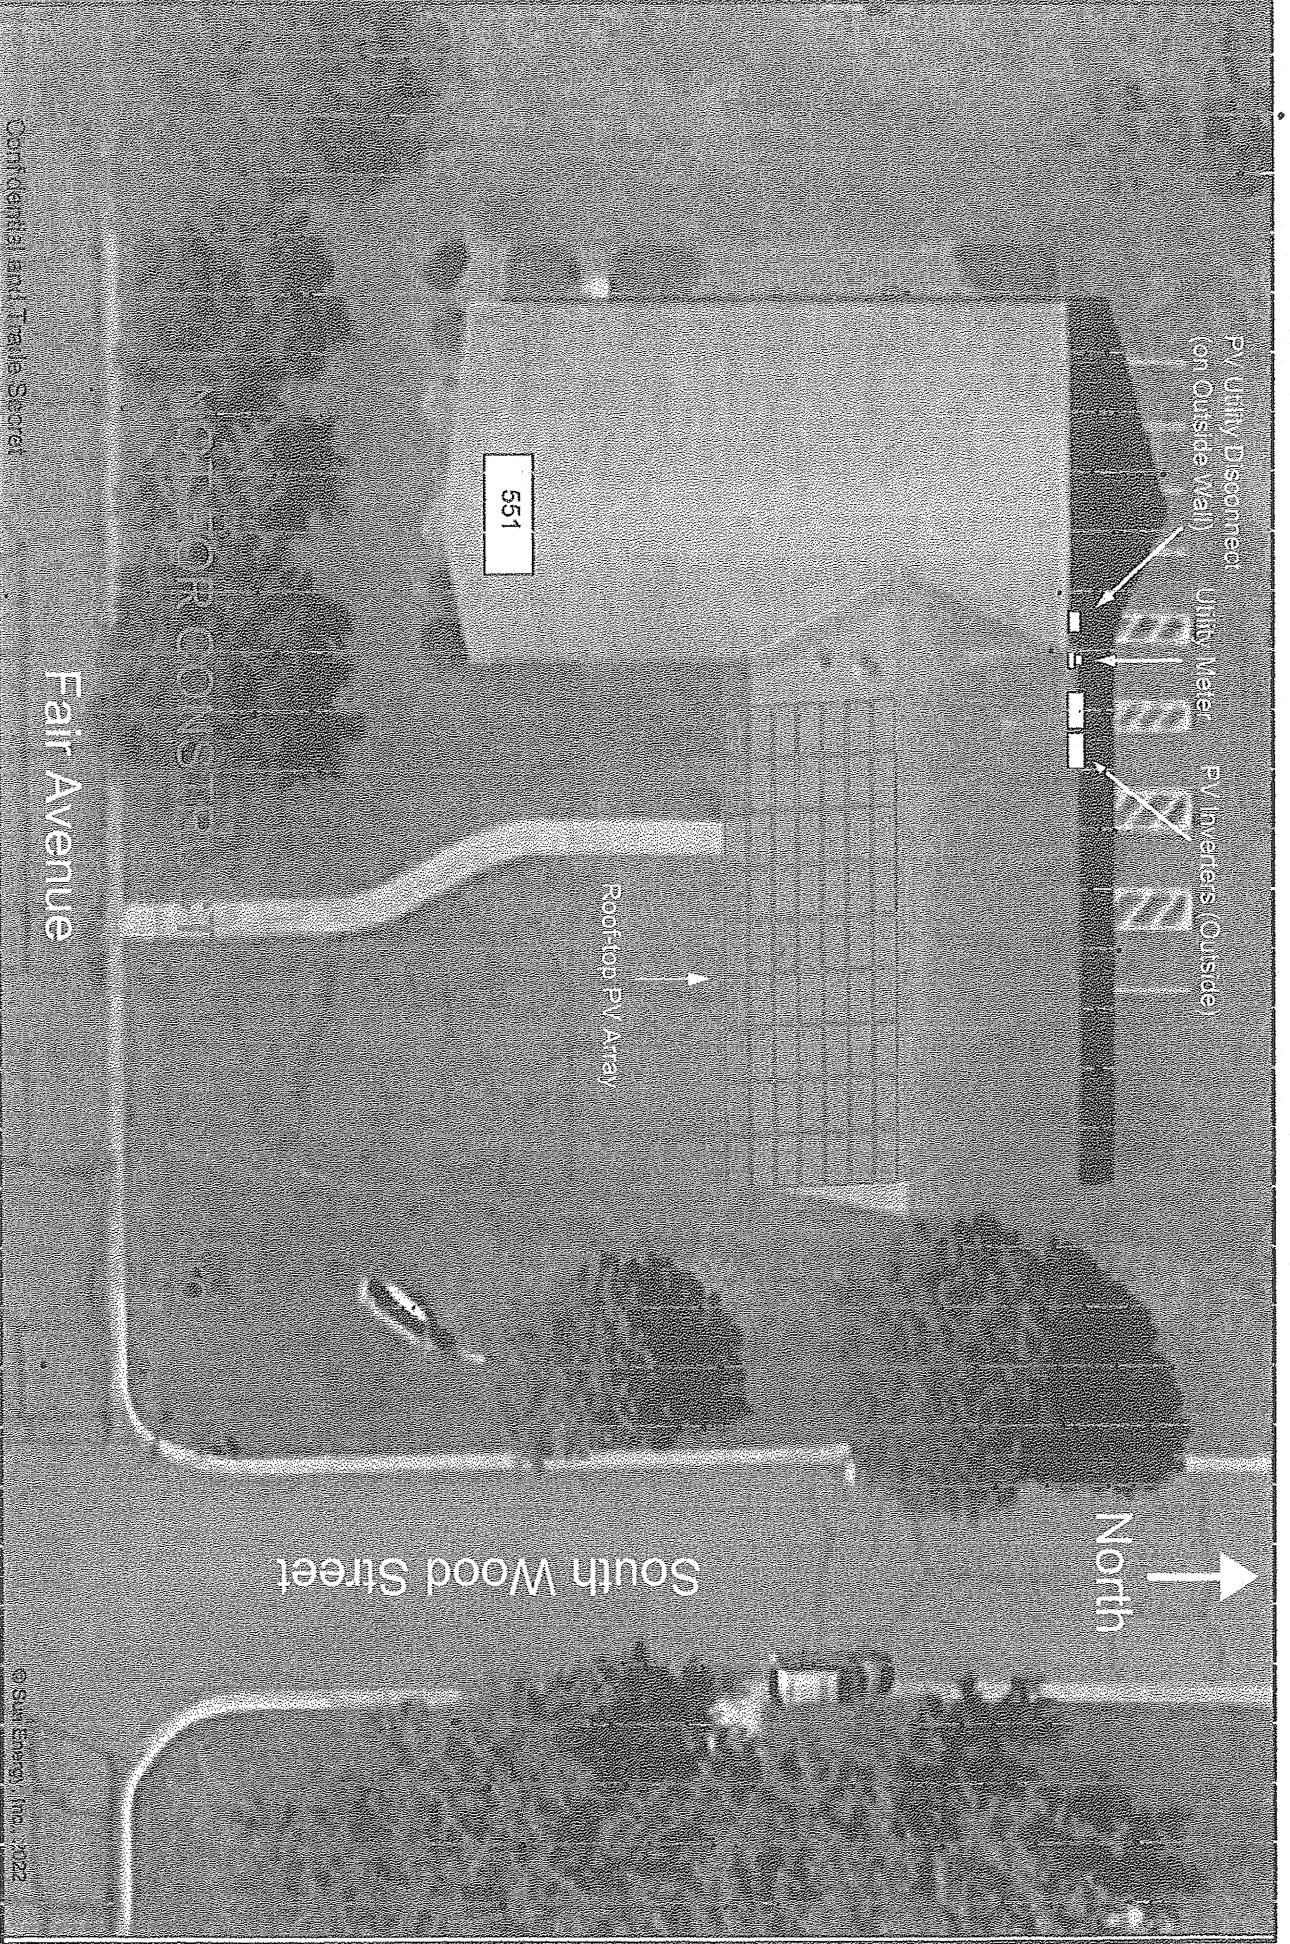 PV Utility Disconnect
(on Outside Wall)
Utility Meter
PV Inverters (Outside)
North
551
Roof-top PV Array
South Wood Street
Fair Avenue
Confidential and Trade Secret
Energy, Inc. 2022